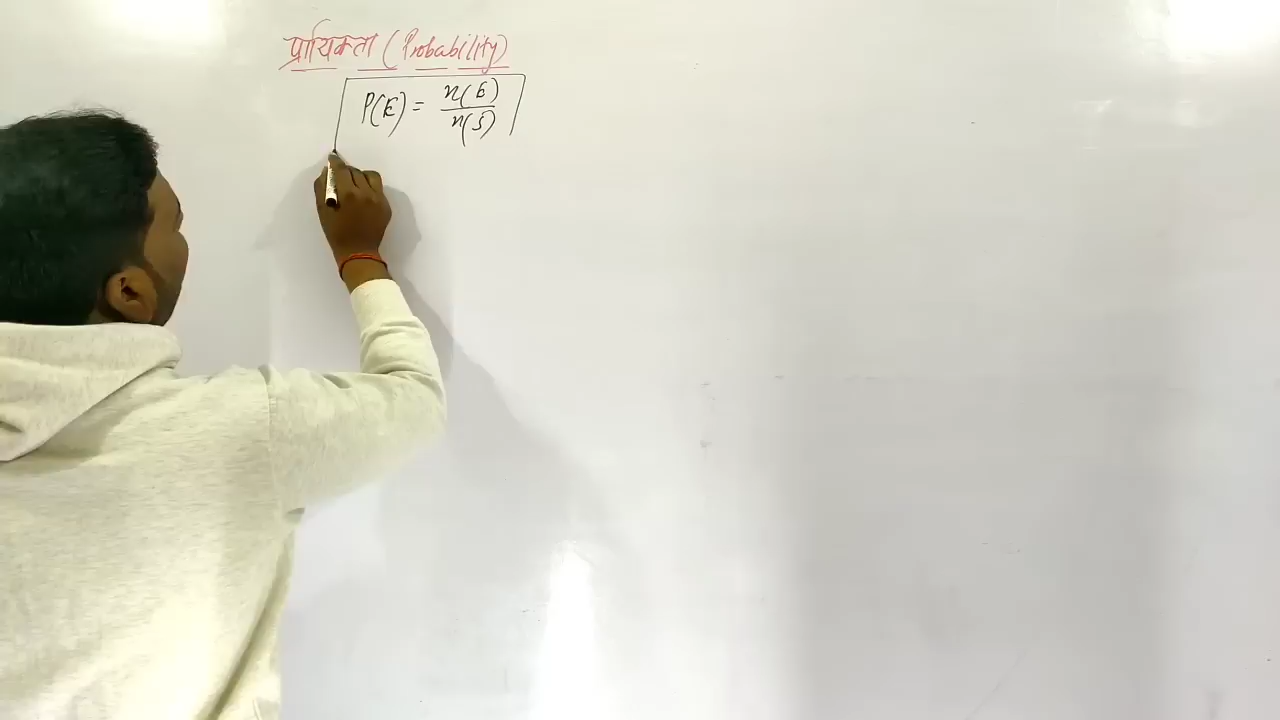 प्रायिकता (Probability)
P(E) = n(E)/n(S)